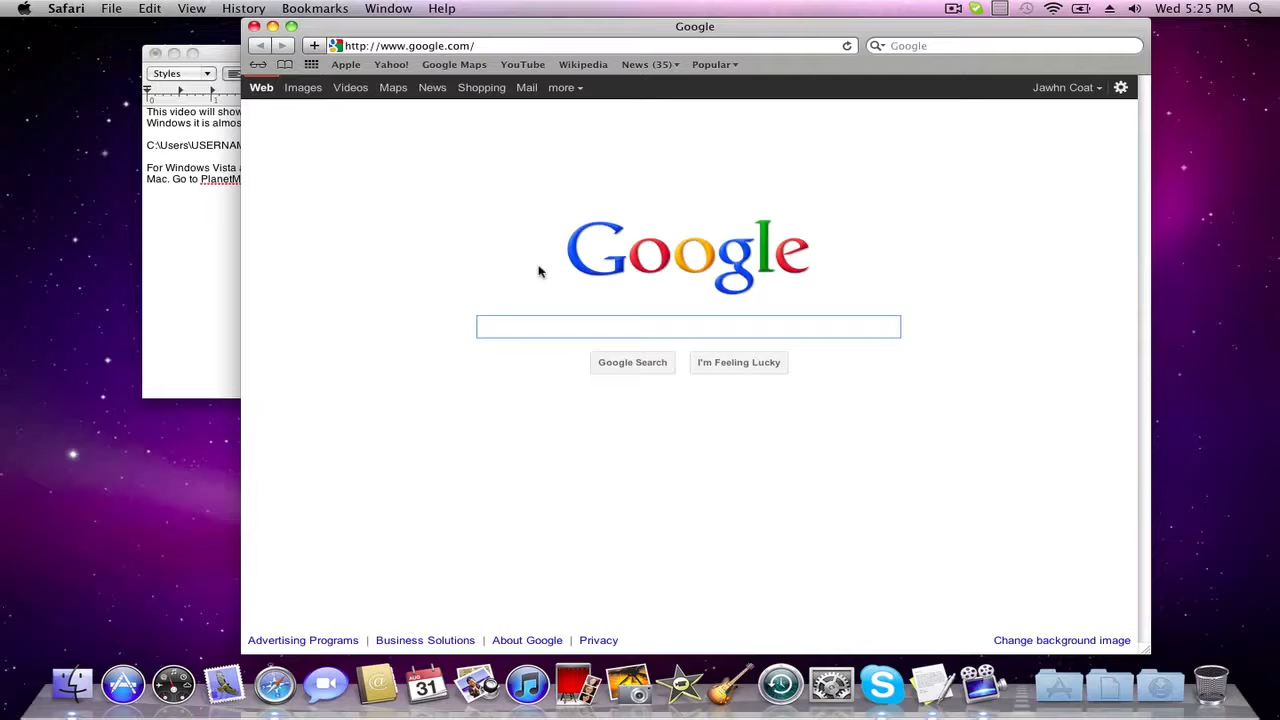 Safari File Edit View History Bookmarks Window Help Wed 5:25 PM
Google
http://www.google.com/ Google
Apple Yahoo! Google Maps YouTube Wikipedia News (35) Popular
Web Images Videos Maps News Shopping Mail more Jawhn Coat
Styles
0 1
This video will show
Windows it is almos
C:\Users\USERNAM
For Windows Vista a
Mac. Go to PlanetM
Google
Google Search I'm Feeling Lucky
Advertising Programs | Business Solutions | About Google | Privacy Change background image
AUG
31